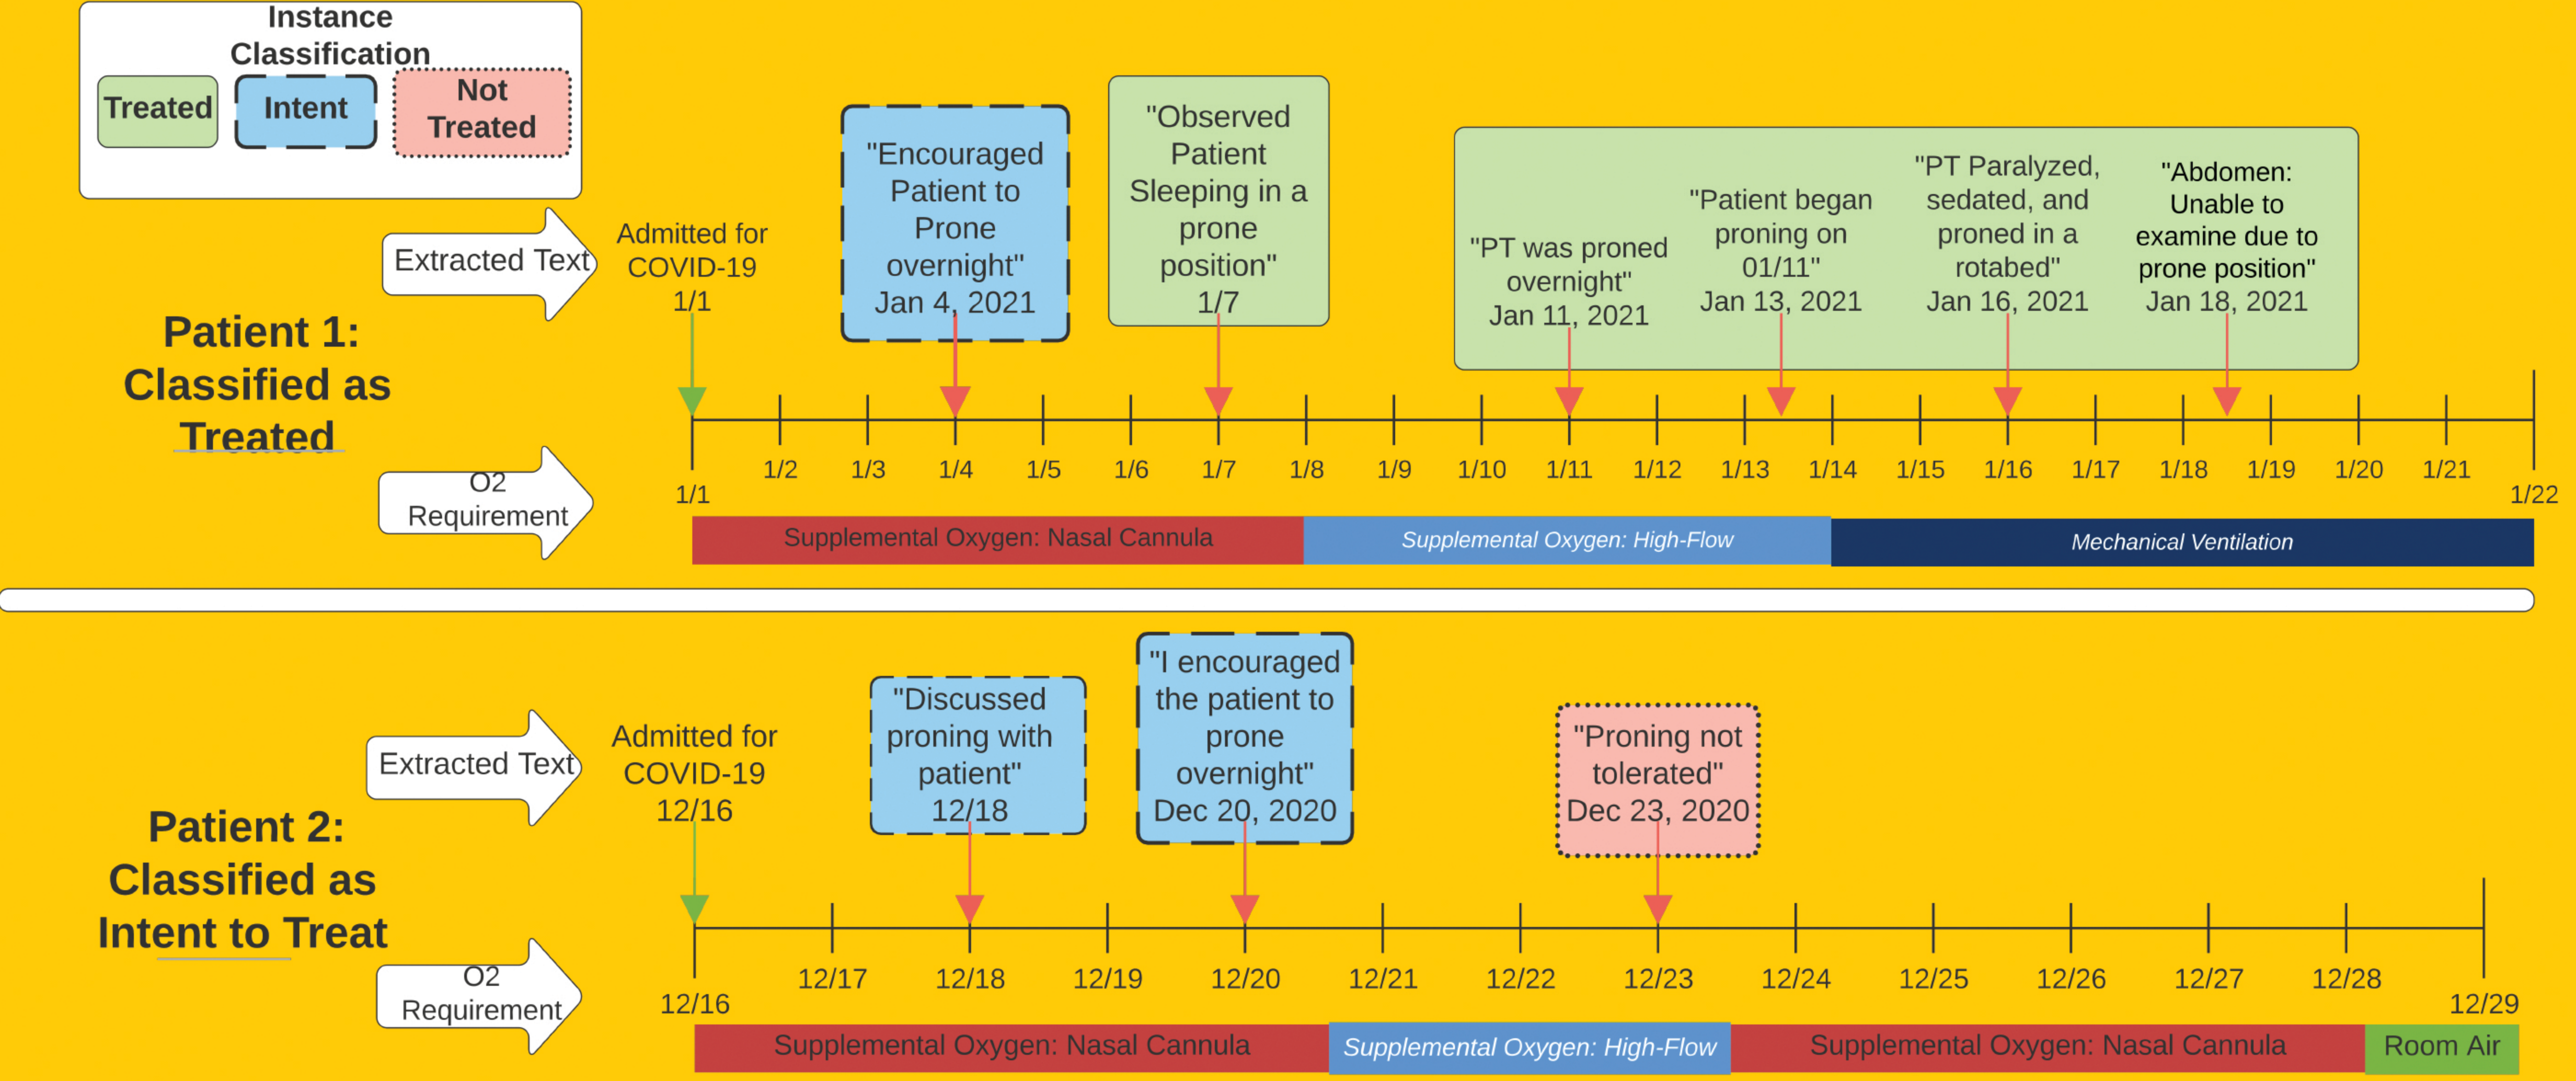 Instance
Classification
Treated
Intent
Not
Treated
Extracted Text
Admitted for
COVID-19
1/1
"Encouraged
Patient to
Prone
overnight"
Jan 4, 2021
"Observed
Patient
Sleeping in a
prone
position"
1/7
"PT was proned
overnight"
Jan 11, 2021
"Patient began
proning on
01/11"
Jan 13, 2021
"PT Paralyzed,
sedated, and
proned in a
rotabed"
Jan 16, 2021
"Abdomen:
Unable to
examine due to
prone position"
Jan 18, 2021
Patient 1:
Classified as
Treated
1/1
1/2
1/3
1/4
1/5
1/6
1/7
1/8
1/9
1/10
1/11
1/12
1/13
1/14
1/15
1/16
1/17
1/18
1/19
1/20
1/21
1/22
O2
Requirement
Supplemental Oxygen: Nasal Cannula
Supplemental Oxygen: High-Flow
Mechanical Ventilation
Extracted Text
Admitted for
COVID-19
12/16
"Discussed
proning with
patient"
12/18
"I encouraged
the patient to
prone
overnight"
Dec 20, 2020
"Proning not
tolerated"
Dec 23, 2020
Patient 2:
Classified as
Intent to Treat
12/16
12/17
12/18
12/19
12/20
12/21
12/22
12/23
12/24
12/25
12/26
12/27
12/28
12/29
O2
Requirement
Supplemental Oxygen: Nasal Cannula
Supplemental Oxygen: High-Flow
Supplemental Oxygen: Nasal Cannula
Room Air